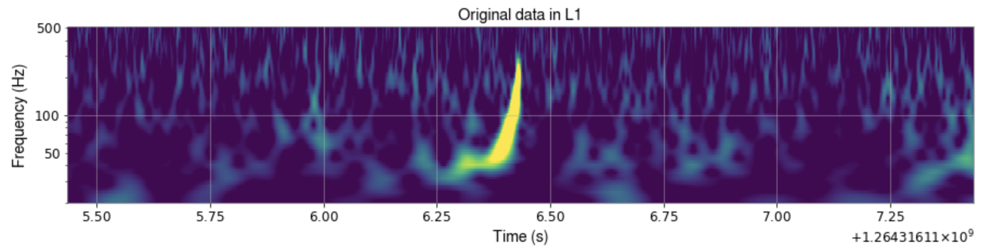 Original data in L1
500
100
50
Frequency (Hz)
5.50 5.75 6.00 6.25 6.50 6.75 7.00 7.25
Time (s)
+1.26431611×10⁹